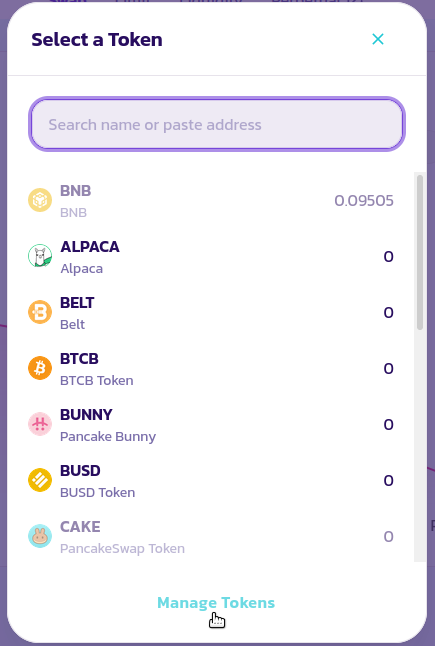 Select a Token
Search name or paste address
BNB
0.09505
BNB
ALPACA
0
Alpaca
BELT
0
Belt
BTCB
0
BTCB Token
BUNNY
0
Pancake Bunny
BUSD
0
BUSD Token
CAKE
0
PancakeSwap Token
Manage Tokens